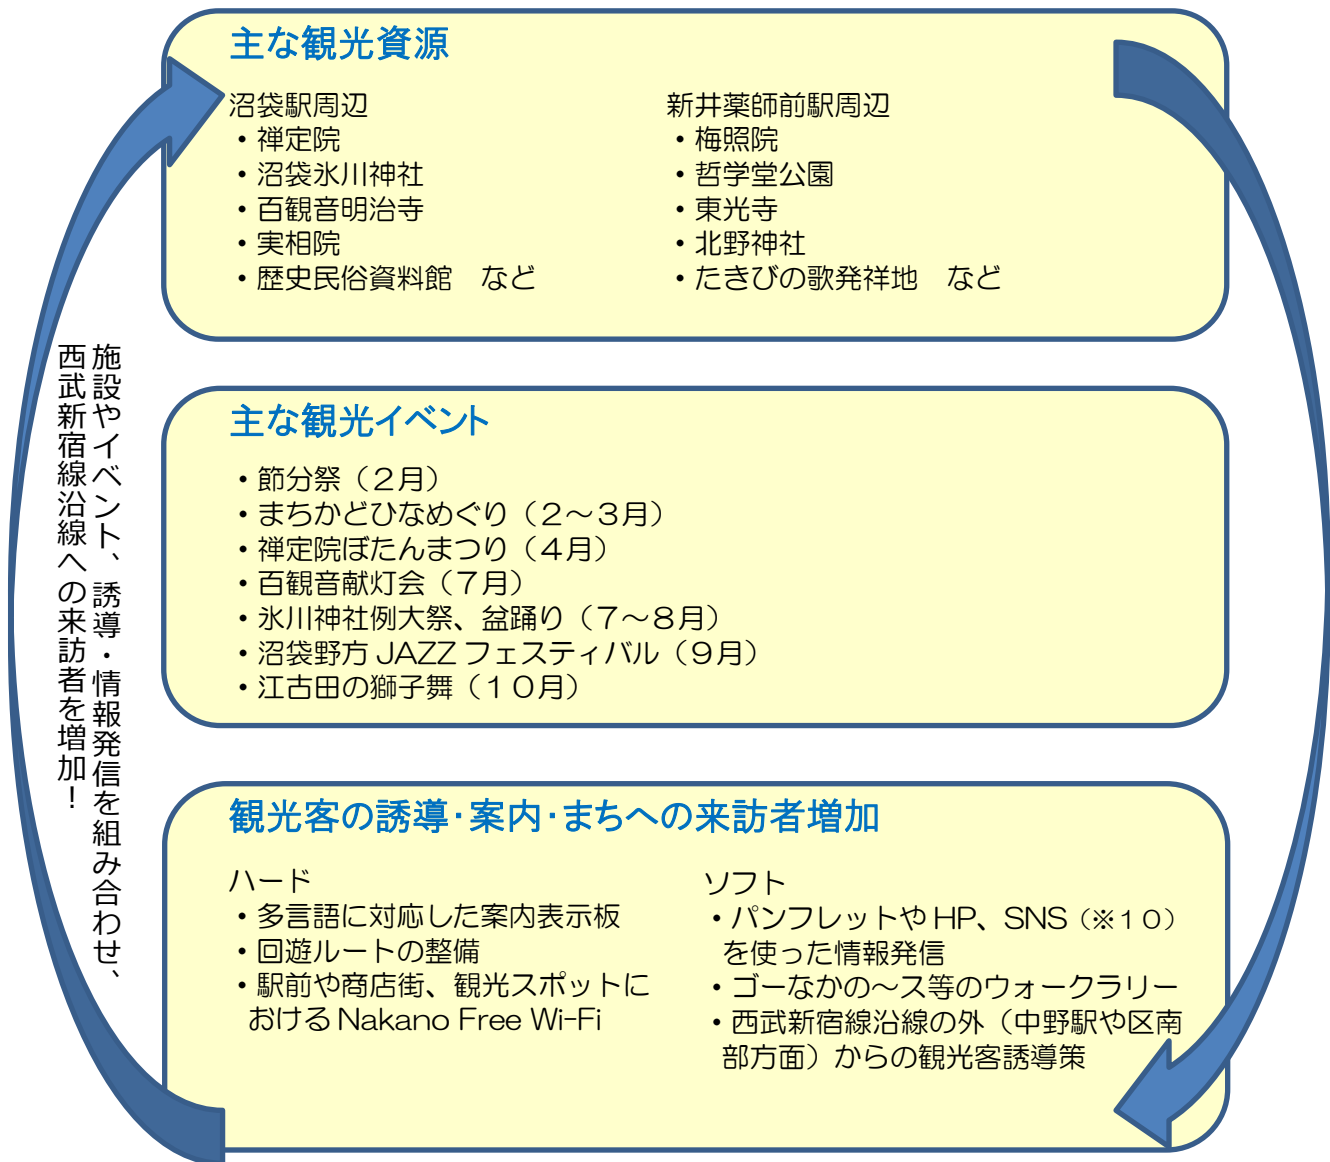 主な観光資源
沼袋駅周辺
・禅定院
・沼袋氷川神社
・百観音明治寺
・実相院
・歴史民俗資料館　など
新井薬師前駅周辺
・梅照院
・哲学堂公園
・東光寺
・北野神社
・たきびの歌発祥地　など
主な観光イベント
・節分祭（２月）
・まちかどひなめぐり（２～３月）
・禅定院ぼたんまつり（４月）
・百観音献灯会（７月）
・氷川神社例大祭、盆踊り（７～８月）
・沼袋野方 JAZZ フェスティバル（９月）
・江古田の獅子舞（１０月）
観光客の誘導・案内・まちへの来訪者増加
ハード
・多言語に対応した案内表示板
・回遊ルートの整備
・駅前や商店街、観光スポットに
おける Nakano Free Wi-Fi
ソフト
・パンフレットや HP、SNS（※１０）
を使った情報発信
・ゴーなかの～ス等のウォークラリー
・西武新宿線沿線の外（中野駅や区南
部方面）からの観光客誘導策
施設やイベント、誘導・情報発信を組み合わせ、
西武新宿線沿線への来訪者を増加！